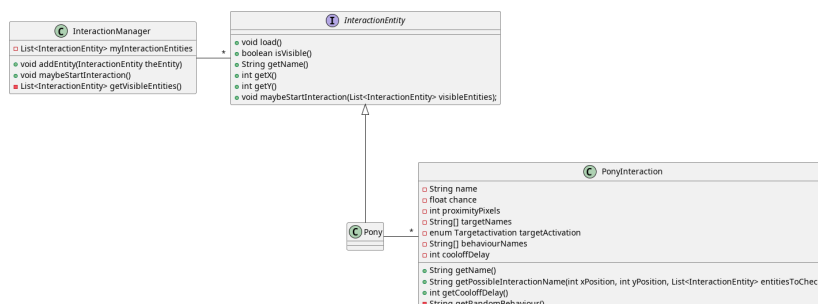 C InteractionManager
List<InteractionEntity> myInteractionEntities
void addEntity(InteractionEntity theEntity)
void maybeStartInteraction()
List<InteractionEntity> getVisibleEntities()
*
I InteractionEntity
void load()
boolean isVisible()
String getName()
int getX()
int getY()
void maybeStartInteraction(List<InteractionEntity> visibleEntities);
C Pony
*
C PonyInteraction
String name
float chance
int proximityPixels
String[] targetNames
enum Targetactivation targetActivation
String[] behaviourNames
int cooloffDelay
String getName()
String getPossibleInteractionName(int xPosition, int yPosition, List<InteractionEntity> entitiesToChec
int getCooloffDelay()
String getRandomBehaviour()